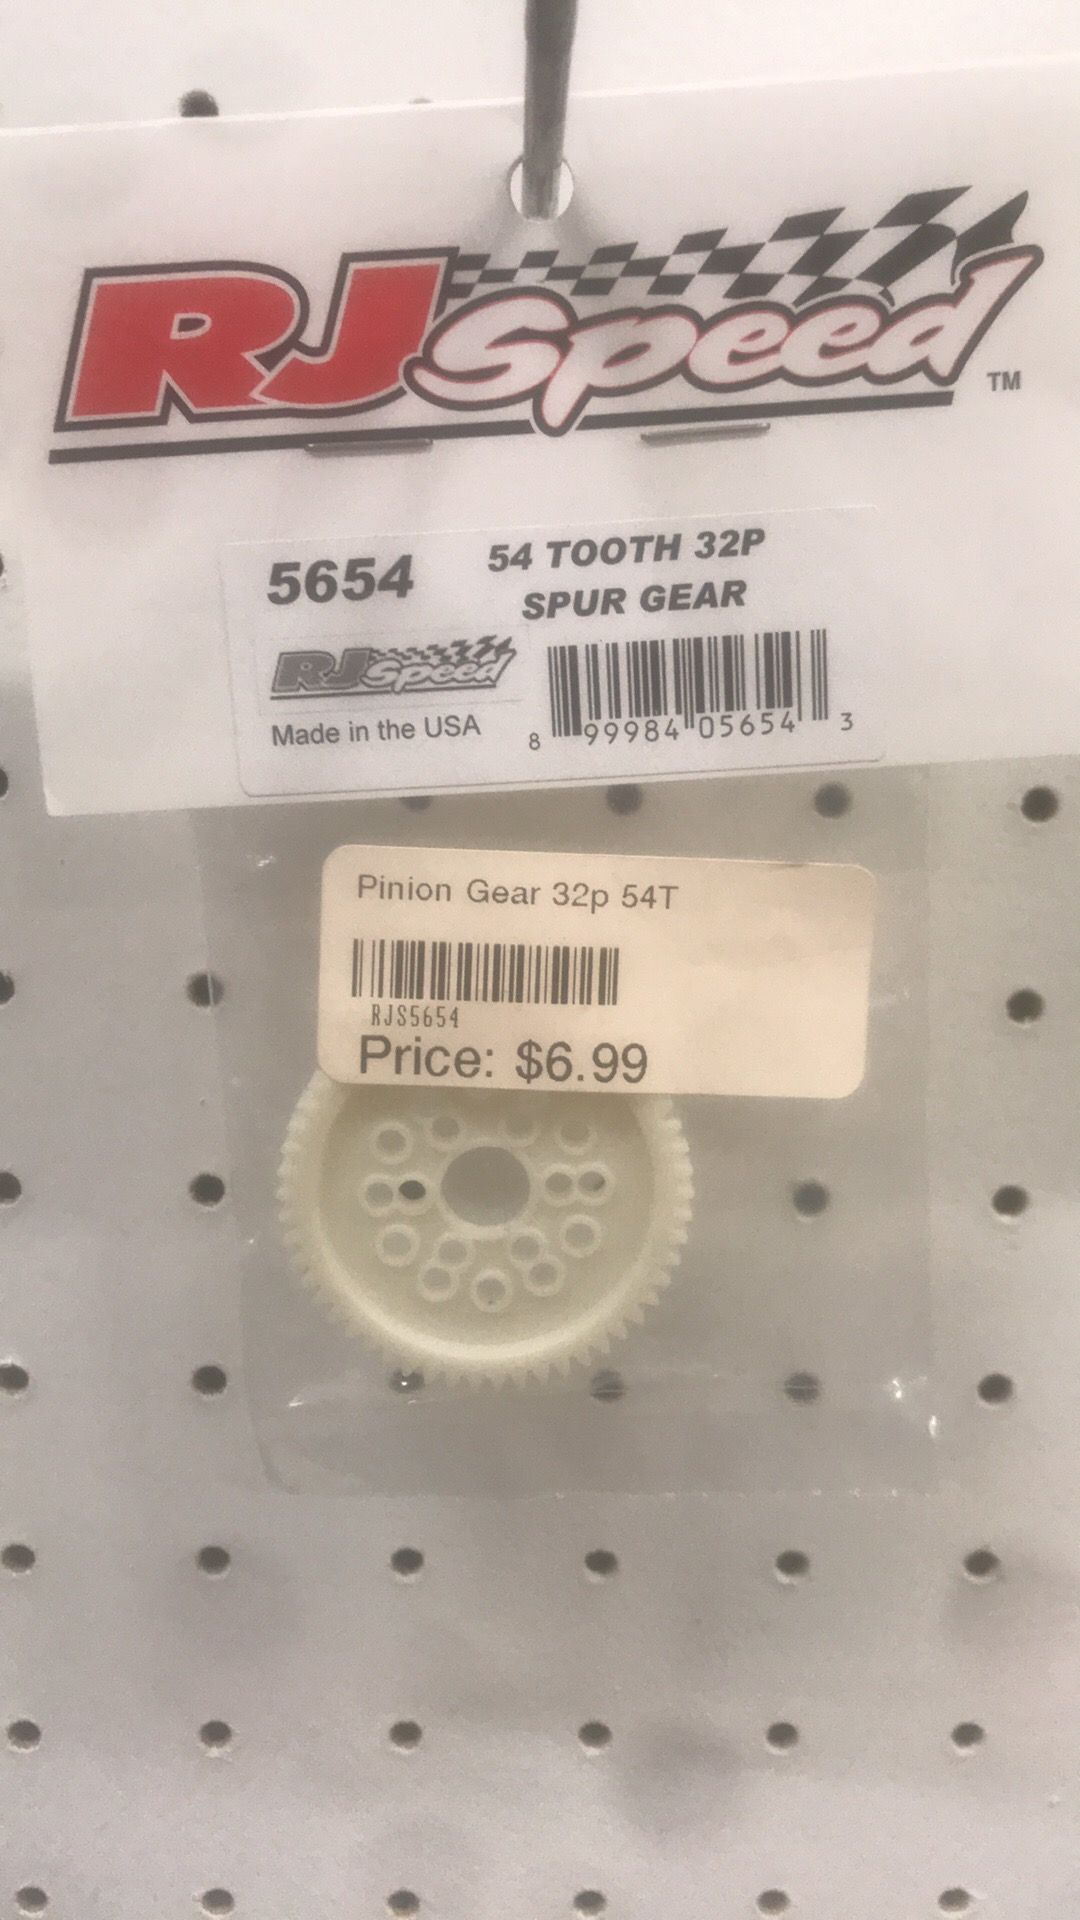 RJ Speed
TM
5654
54 TOOTH 32P
SPUR GEAR
RJ Speed
Made in the USA
8 99984 05654 3
Pinion Gear 32p 54T
RJS5654
Price: $6.99